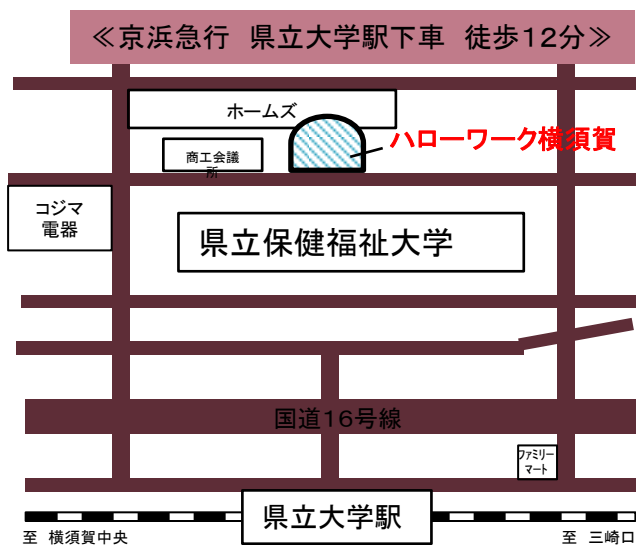 ≪京浜急行 県立大学駅下車 徒歩12分≫
ホームズ
ハローワーク横須賀
商工会議
所
コジマ
電器
県立保健福祉大学
国道16号線
ファミリー
マート
県立大学駅
至 横須賀中央
至 三崎口